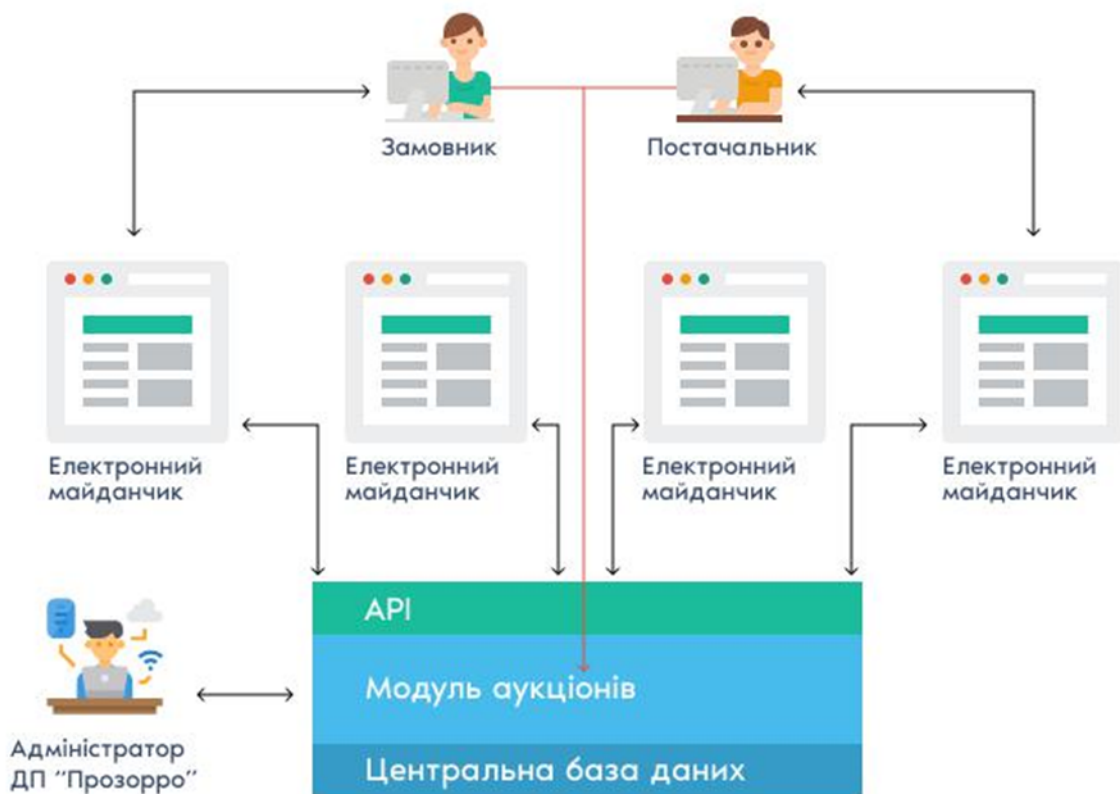 Замовник
Постачальник
Електронний
майданчик
Електронний
майданчик
Електронний
майданчик
Електронний
майданчик
API
Модуль аукціонів
Центральна база даних
Адміністратор
ДП "Прозорро"